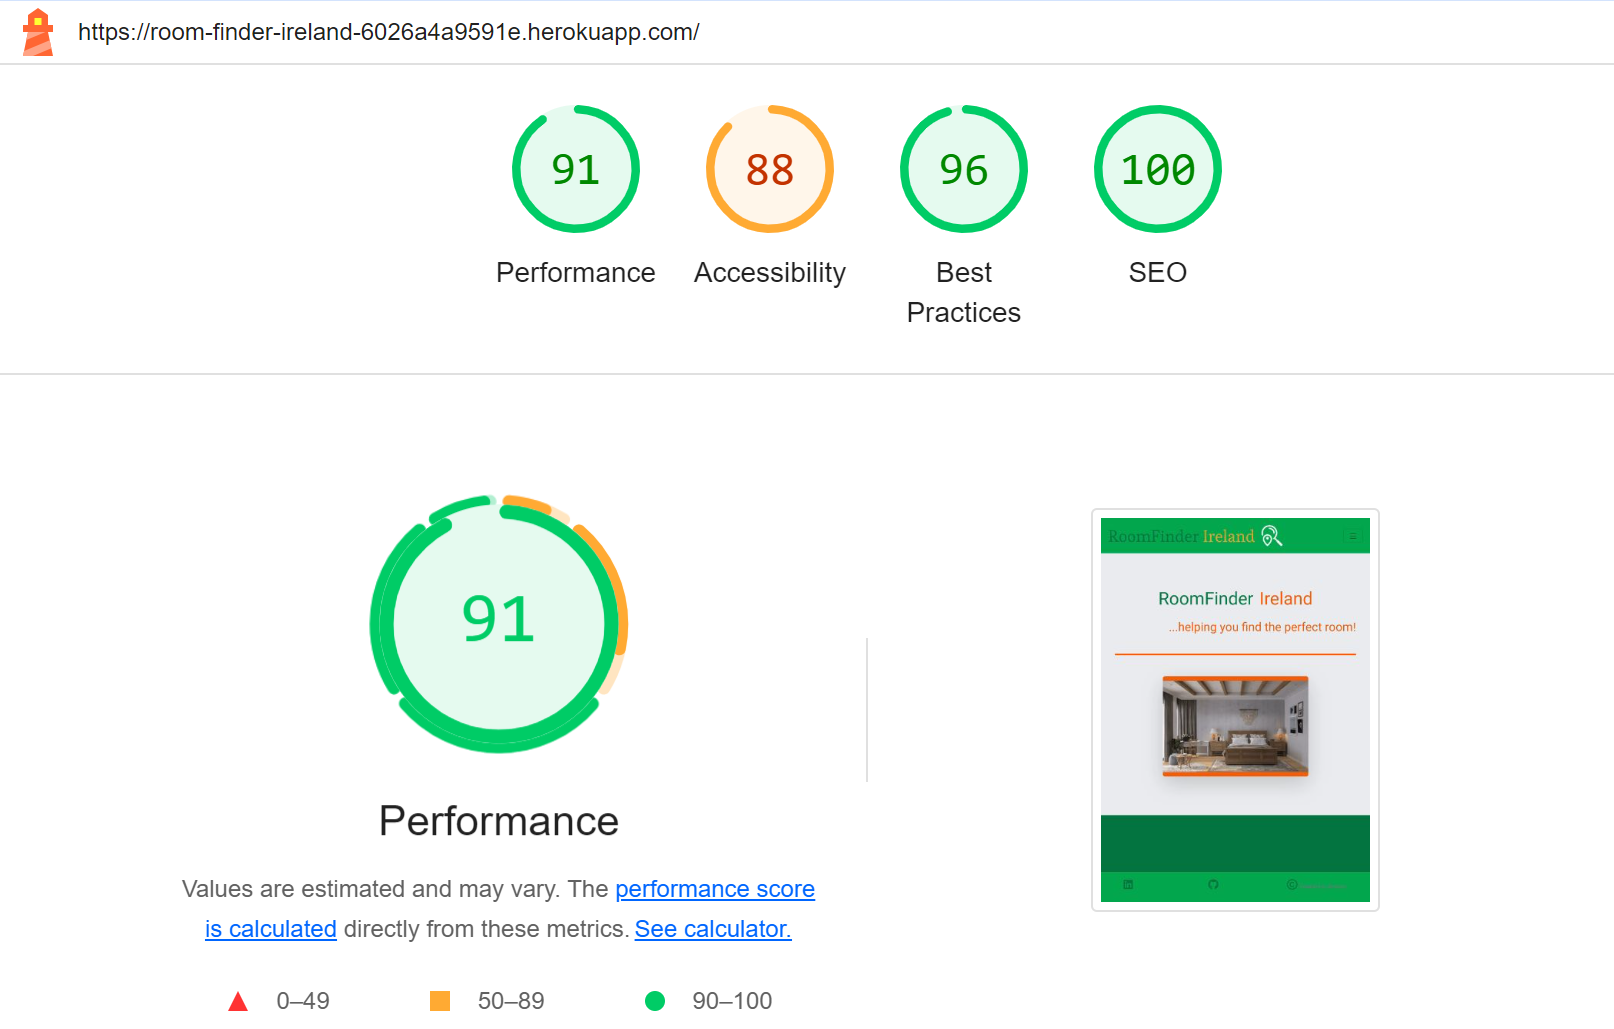 https://room-finder-ireland-6026a4a9591e.herokuapp.com/
91
88
96
100
Performance
Accessibility
Best
Practices
SEO
91
Performance
Values are estimated and may vary. The performance score
is calculated directly from these metrics. See calculator.
0–49
50–89
90–100
RoomFinder Ireland
RoomFinder Ireland
...helping you find the perfect room!